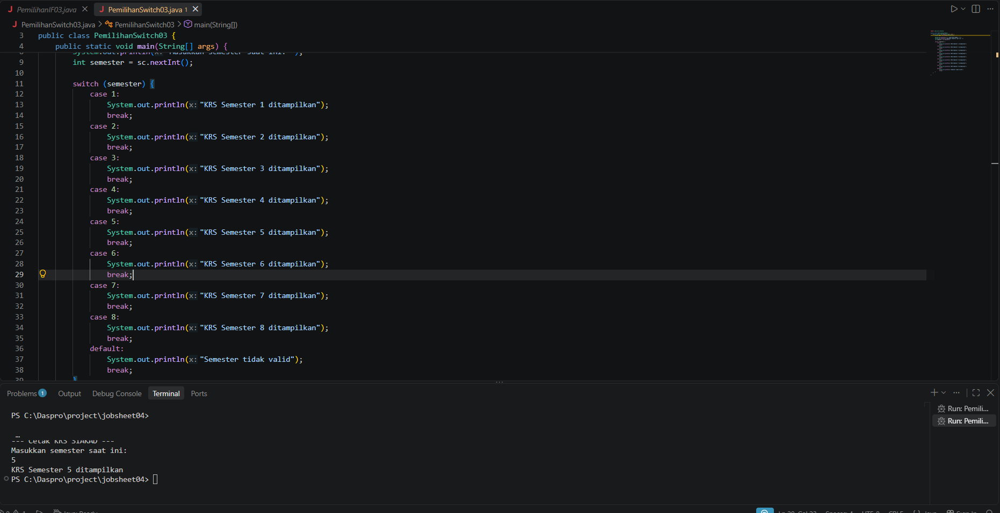 PemilihanIF03.java PemilihanSwitch03.java 1
PemilihanSwitch03.java > PemilihanSwitch03 > main(String[])
3 public class PemilihanSwitch03 {
4 public static void main(String[] args) {
System.out.println(x: "Masukkan semester saat ini: ");
9 int semester = sc.nextInt();
10
11 switch (semester) {
12 case 1:
13 System.out.println(x: "KRS Semester 1 ditampilkan");
14 break;
15 case 2:
16 System.out.println(x: "KRS Semester 2 ditampilkan");
17 break;
18 case 3:
19 System.out.println(x: "KRS Semester 3 ditampilkan");
20 break;
21 case 4:
22 System.out.println(x: "KRS Semester 4 ditampilkan");
23 break;
24 case 5:
25 System.out.println(x: "KRS Semester 5 ditampilkan");
26 break;
27 case 6:
28 System.out.println(x: "KRS Semester 6 ditampilkan");
29 break;
30 case 7:
31 System.out.println(x: "KRS Semester 7 ditampilkan");
32 break;
33 case 8:
34 System.out.println(x: "KRS Semester 8 ditampilkan");
35 break;
36 default:
37 System.out.println(x: "Semester tidak valid");
38 break;
39 }
Problems 1 Output Debug Console Terminal Ports
PS C:\Daspro\project\jobsheet04>
Run: Pemili...
Run: Pemili...
...
--- Cetak KRS SIAKAD ---
Masukkan semester saat ini:
5
KRS Semester 5 ditampilkan
PS C:\Daspro\project\jobsheet04>